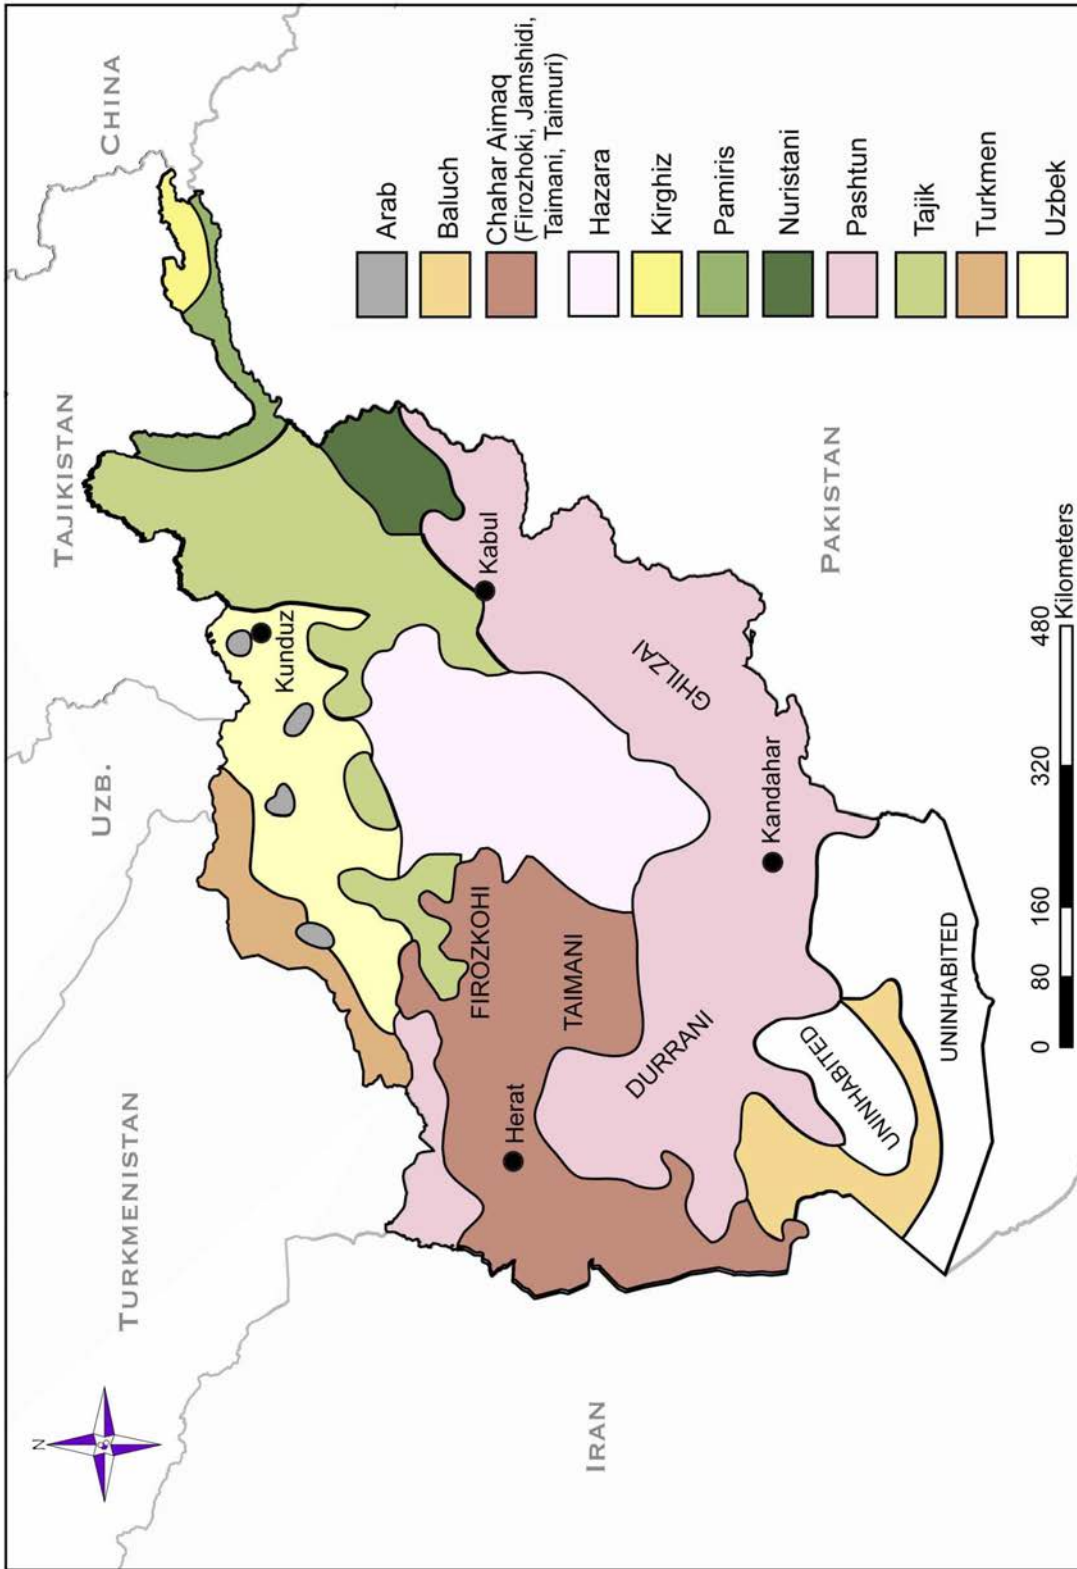 N
TURKMENISTAN
UZB.
TAJIKISTAN
CHINA
IRAN
PAKISTAN
Kunduz
Kabul
Herat
Kandahar
FIROZKOHI
TAIMANI
DURRANI
GHILZAI
UNINHABITED
UNINHABITED
0 80 160 320 480
Kilometers
Arab
Baluch
Chahar Aimaq
(Firozhoki, Jamshidi,
Taimani, Taimuri)
Hazara
Kirghiz
Pamiris
Nuristani
Pashtun
Tajik
Turkmen
Uzbek